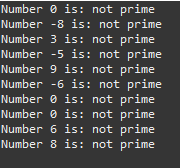 Number 0 is: not prime
Number -8 is: not prime
Number 3 is: not prime
Number -5 is: not prime
Number 9 is: not prime
Number -6 is: not prime
Number 0 is: not prime
Number 0 is: not prime
Number 6 is: not prime
Number 8 is: not prime